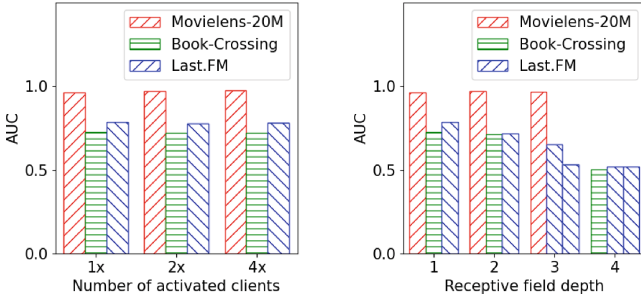 Movielens-20M
Book-Crossing
Last.FM
1.0
0.5
0.0
AUC
1x 2x 4x
Number of activated clients
Movielens-20M
Book-Crossing
Last.FM
1.0
0.5
0.0
AUC
1 2 3 4
Receptive field depth